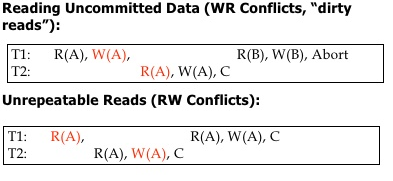 Reading Uncommitted Data (WR Conflicts, “dirty
reads”):
T1: R(A), W(A), R(B), W(B), Abort
T2: R(A), W(A), C
Unrepeatable Reads (RW Conflicts):
T1: R(A), R(A), W(A), C
T2: R(A), W(A), C